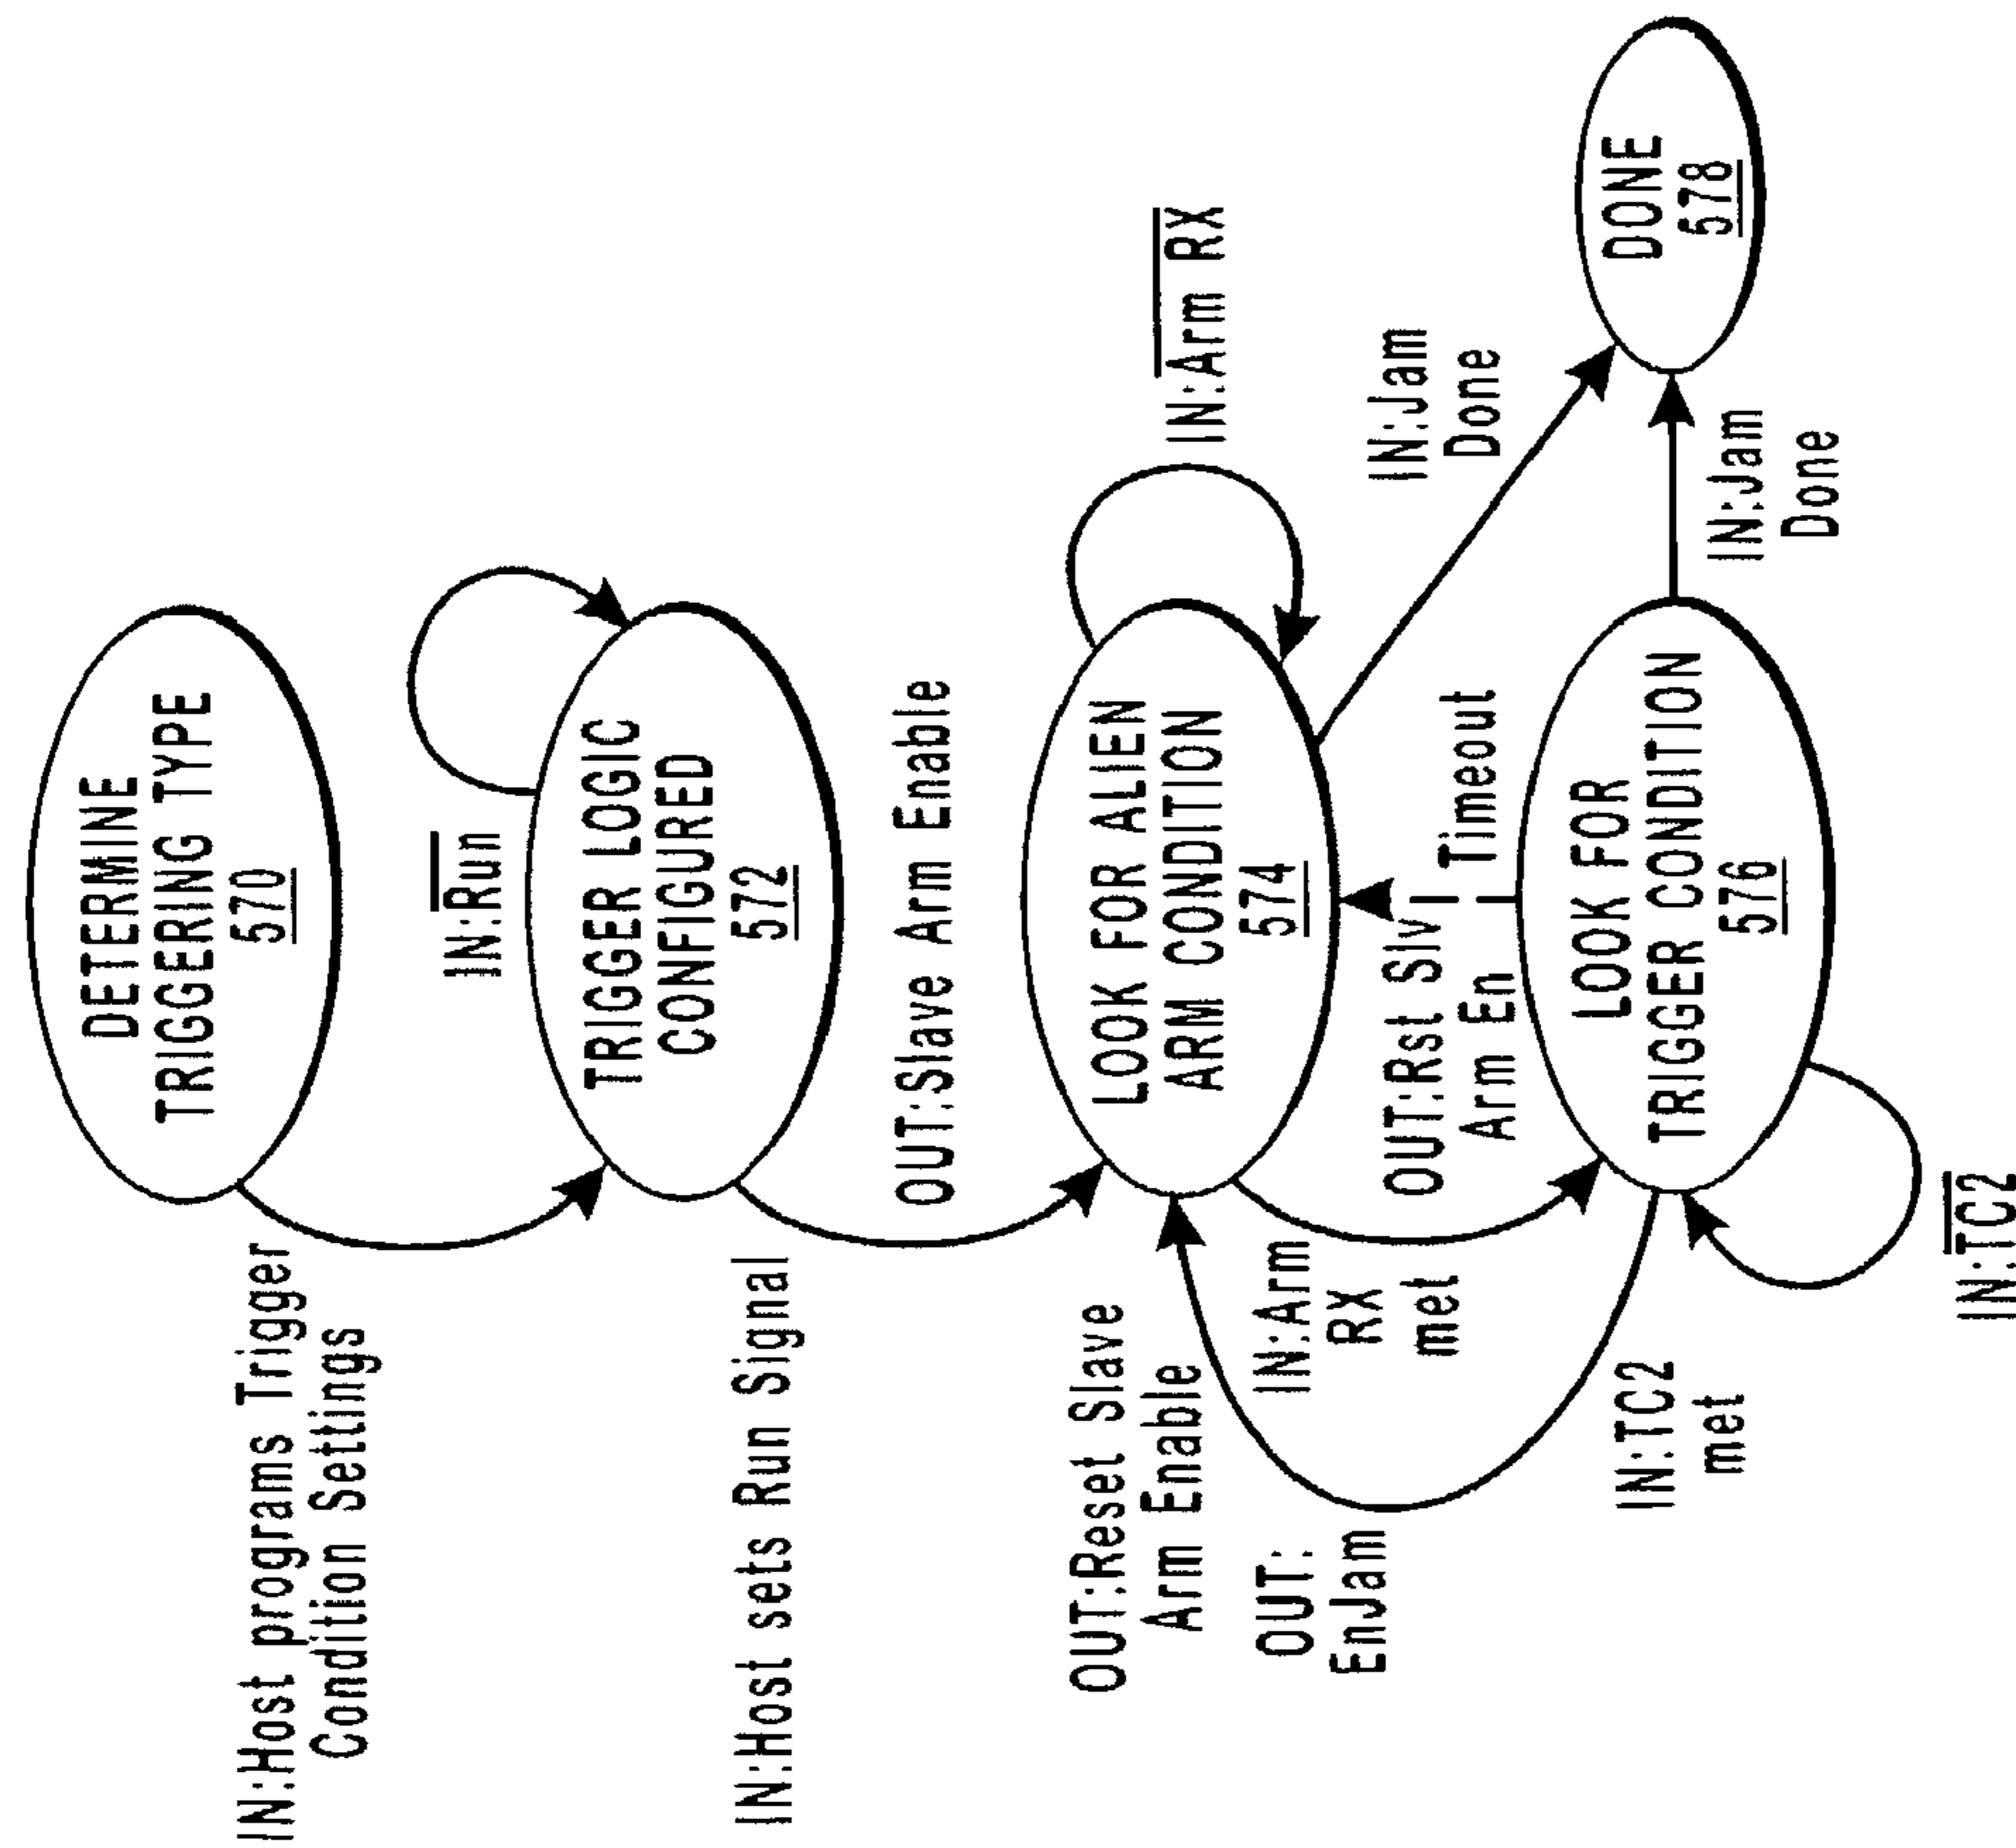 DETERMINE
TRIGGERING TYPE
570
IN:Host programs Trigger
Condition Settings
IN:Run
TRIGGER LOGIC
CONFIGURED
572
IN:Host sets Run Signal
OUT:Slave Arm Enable
LOOK FOR ALIEN
ARM CONDITION
574
IN:Arm RX
OUT:Reset Slave
Arm Enable
OUT:
EnJam
IN:Arm
RX
met
OUT:Rst Slv
Arm En
Timeout
IN:Jam
Done
LOOK FOR
TRIGGER CONDITION
576
IN:TC2
met
IN:TC2
IN:Jam
Done
DONE
578